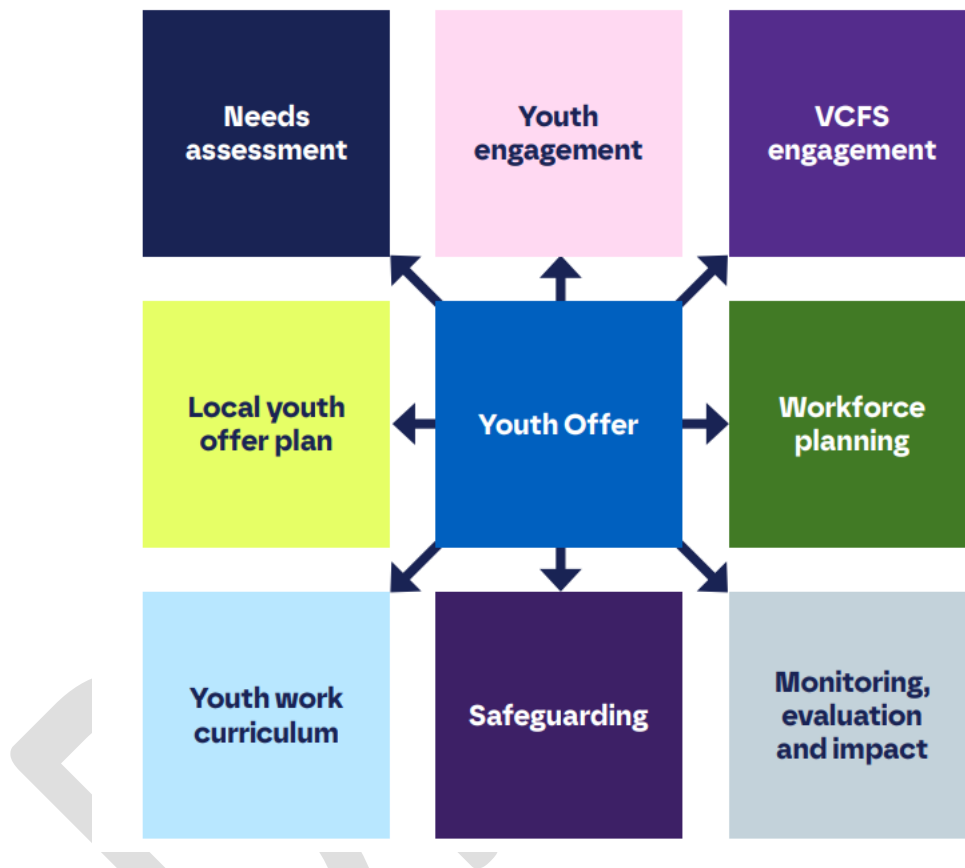 Needs
assessment
Youth
engagement
VCFS
engagement
Local youth
offer plan
Youth Offer
Workforce
planning
Youth work
curriculum
Safeguarding
Monitoring,
evaluation
and impact